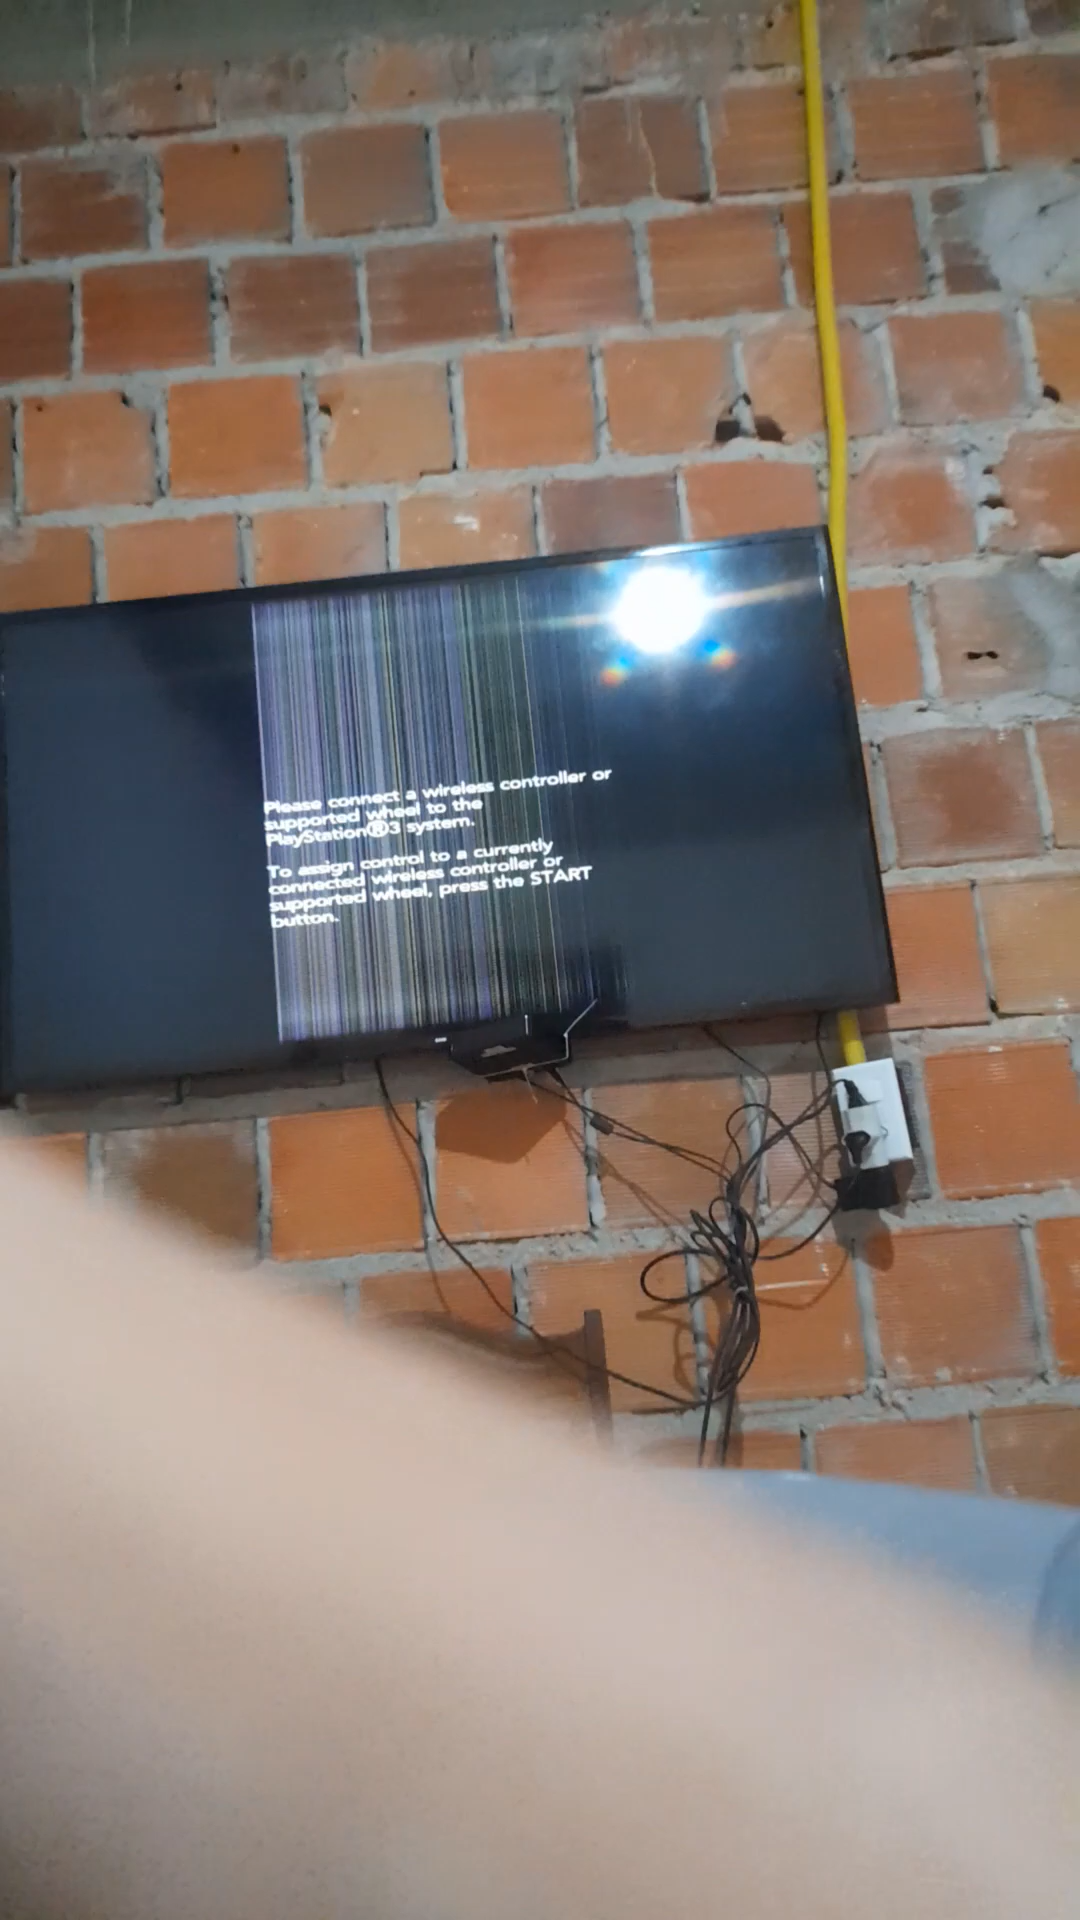 Please connect a wireless controller or
supported wheel to the
PlayStation®3 system.
To assign control to a currently
connected wireless controller or
supported wheel, press the START
button.